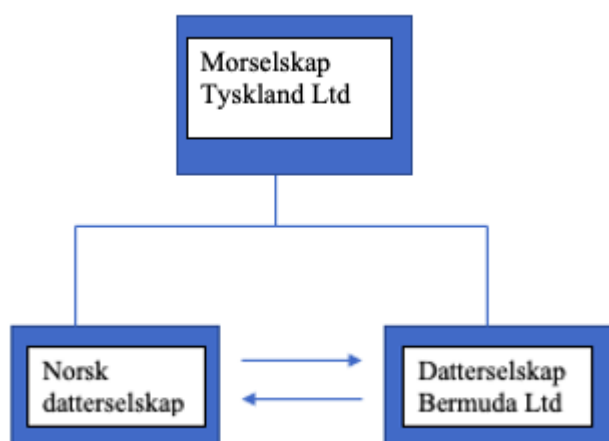 Morselskap
Tyskland Ltd
Norsk
datterselskap
Datterselskap
Bermuda Ltd